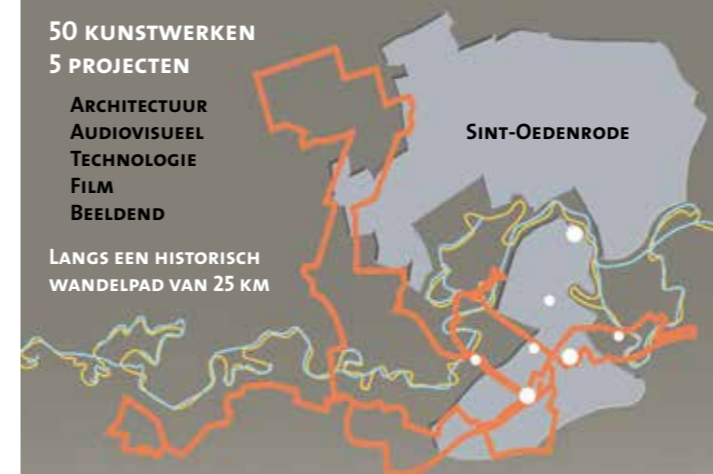 50 KUNSTWERKEN
5 PROJECTEN
ARCHITECTUUR
AUDIOVISUEEL
TECHNOLOGIE
FILM
BEELDEND
LANGS EEN HISTORISCH
WANDELPAD VAN 25 KM
SINT-OEDENRODE